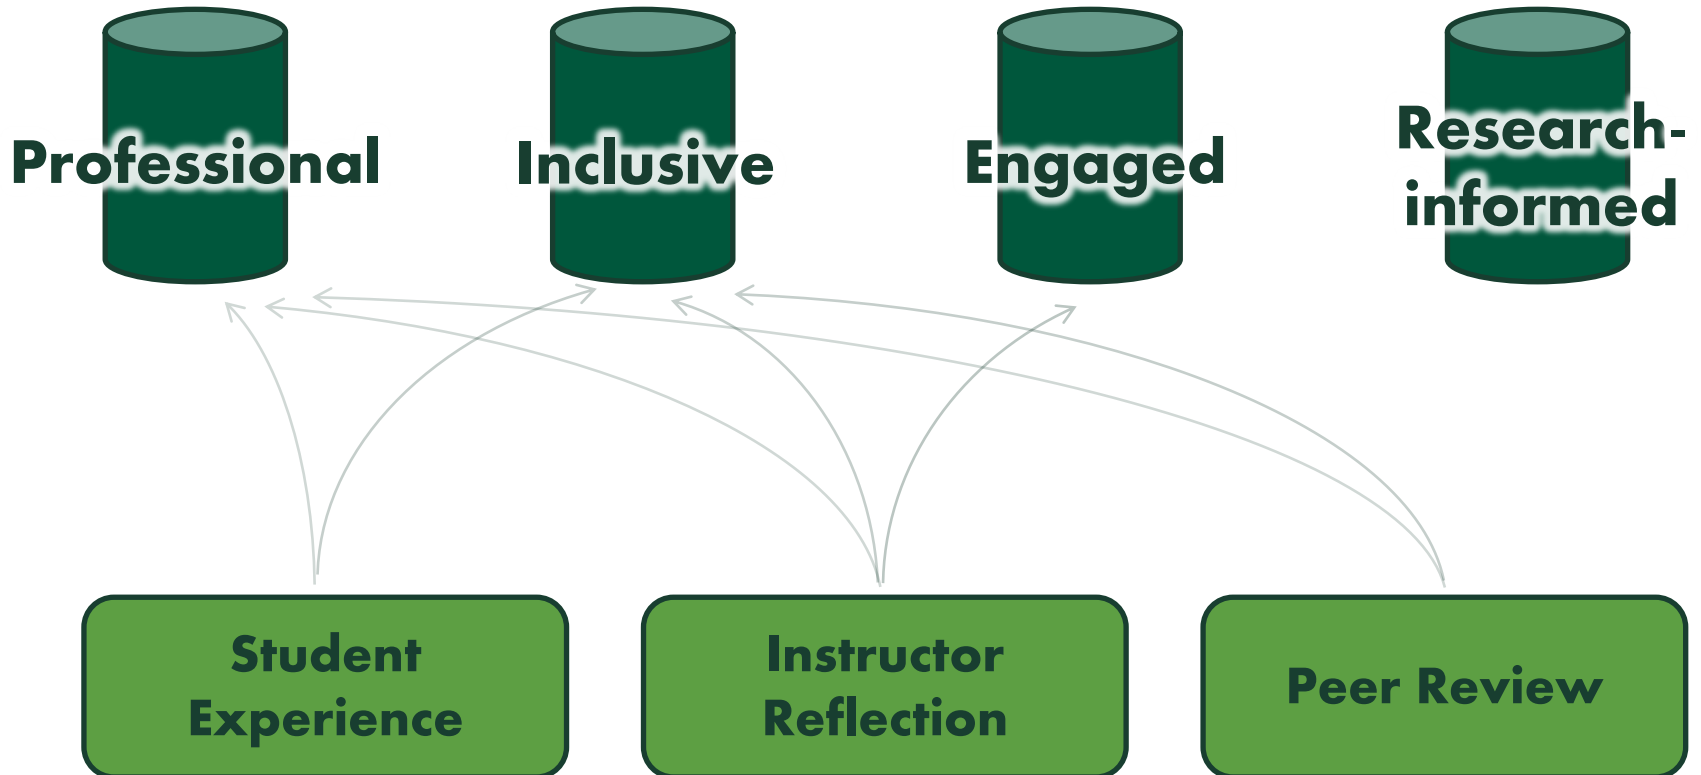 Professional
Inclusive
Engaged
Research-
informed
Student
Experience
Instructor
Reflection
Peer Review